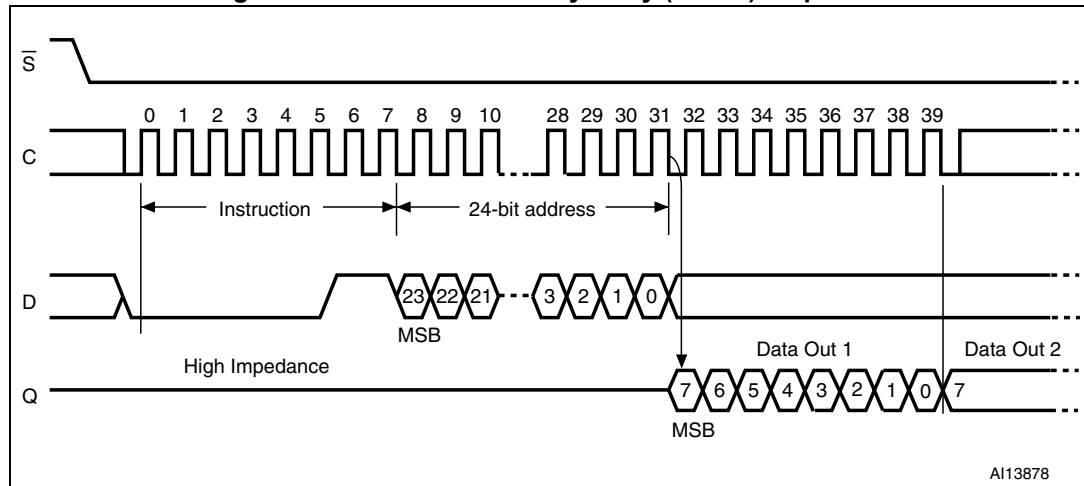 S
0 1 2 3 4 5 6 7 8 9 10 28 29 30 31 32 33 34 35 36 37 38 39
C
Instruction 24-bit address
D 23 22 21 3 2 1 0
MSB
High Impedance Data Out 1 Data Out 2
Q 7 6 5 4 3 2 1 0 7
MSB
AI13878